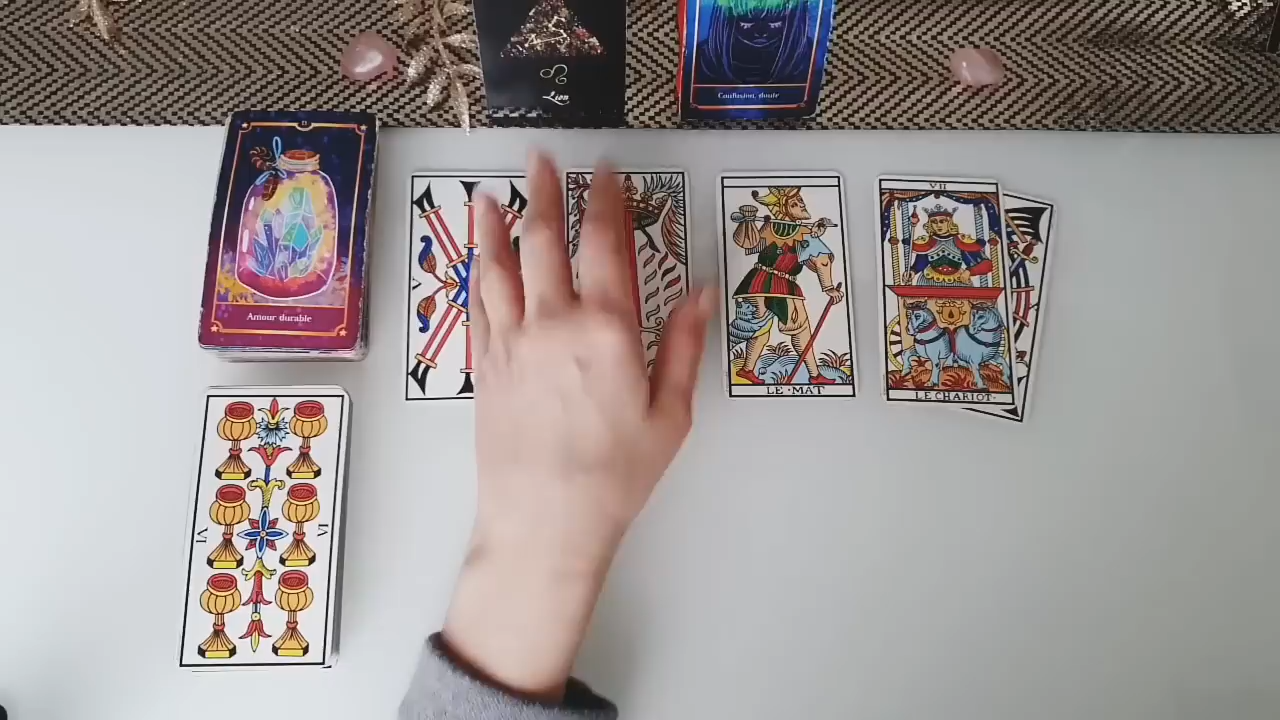 Lion
Confusion, doute
Amour durable
V
LE·MAT
VII
LE CHARIOT·
VI
VI